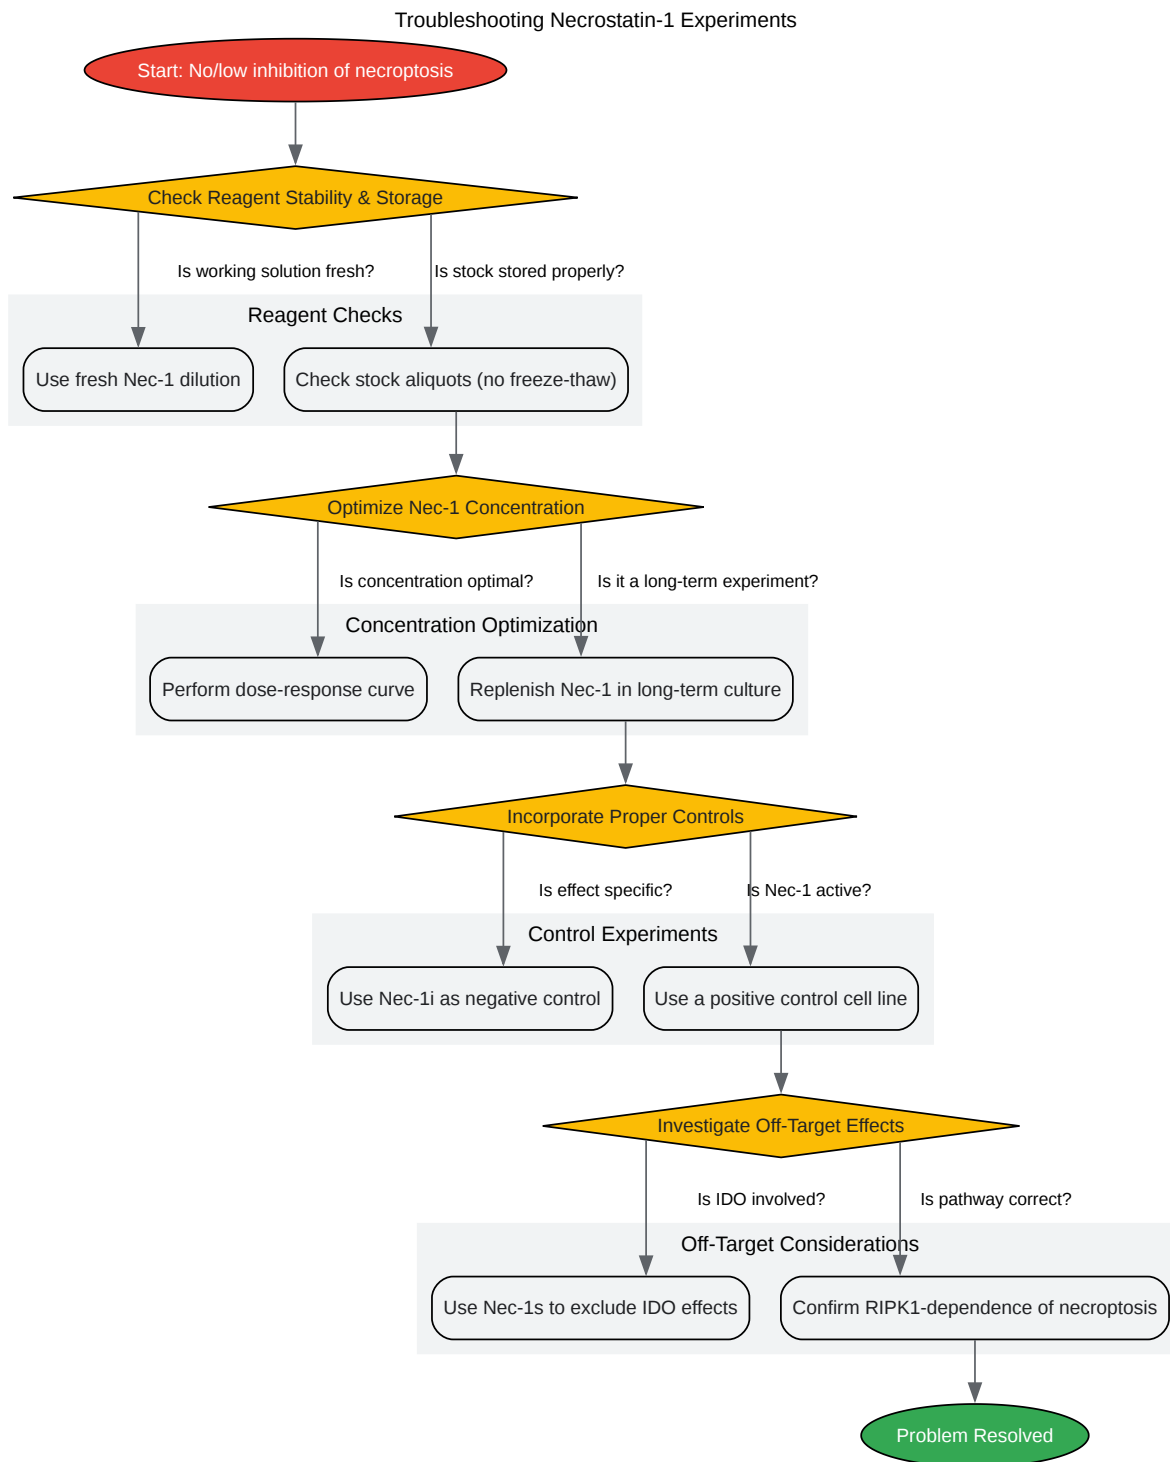 Troubleshooting Necrostatin-1 Experiments
Start: No/low inhibition of necroptosis
Check Reagent Stability & Storage
Is working solution fresh?
Is stock stored properly?
Reagent Checks
Use fresh Nec-1 dilution
Check stock aliquots (no freeze-thaw)
Optimize Nec-1 Concentration
Is concentration optimal?
Is it a long-term experiment?
Concentration Optimization
Perform dose-response curve
Replenish Nec-1 in long-term culture
Incorporate Proper Controls
Is effect specific?
Is Nec-1 active?
Control Experiments
Use Nec-1i as negative control
Use a positive control cell line
Investigate Off-Target Effects
Is IDO involved?
Is pathway correct?
Off-Target Considerations
Use Nec-1s to exclude IDO effects
Confirm RIPK1-dependence of necroptosis
Problem Resolved